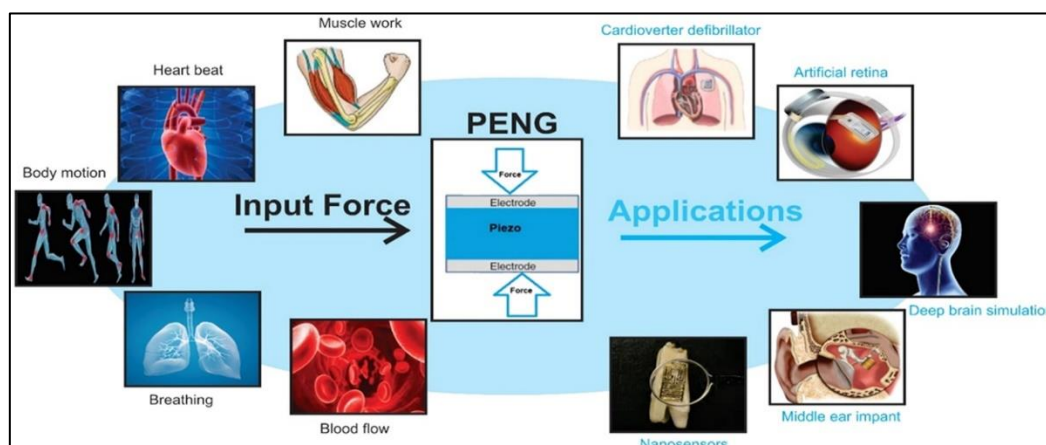 Muscle work
Cardioverter defibrillator
Heart beat
Artificial retina
PENG
Body motion
Force
Input Force
Electrode
Applications
Piezo
Electrode
Force
Deep brain simulatio
Breathing
Blood flow
Middle ear impant
Nanosensors